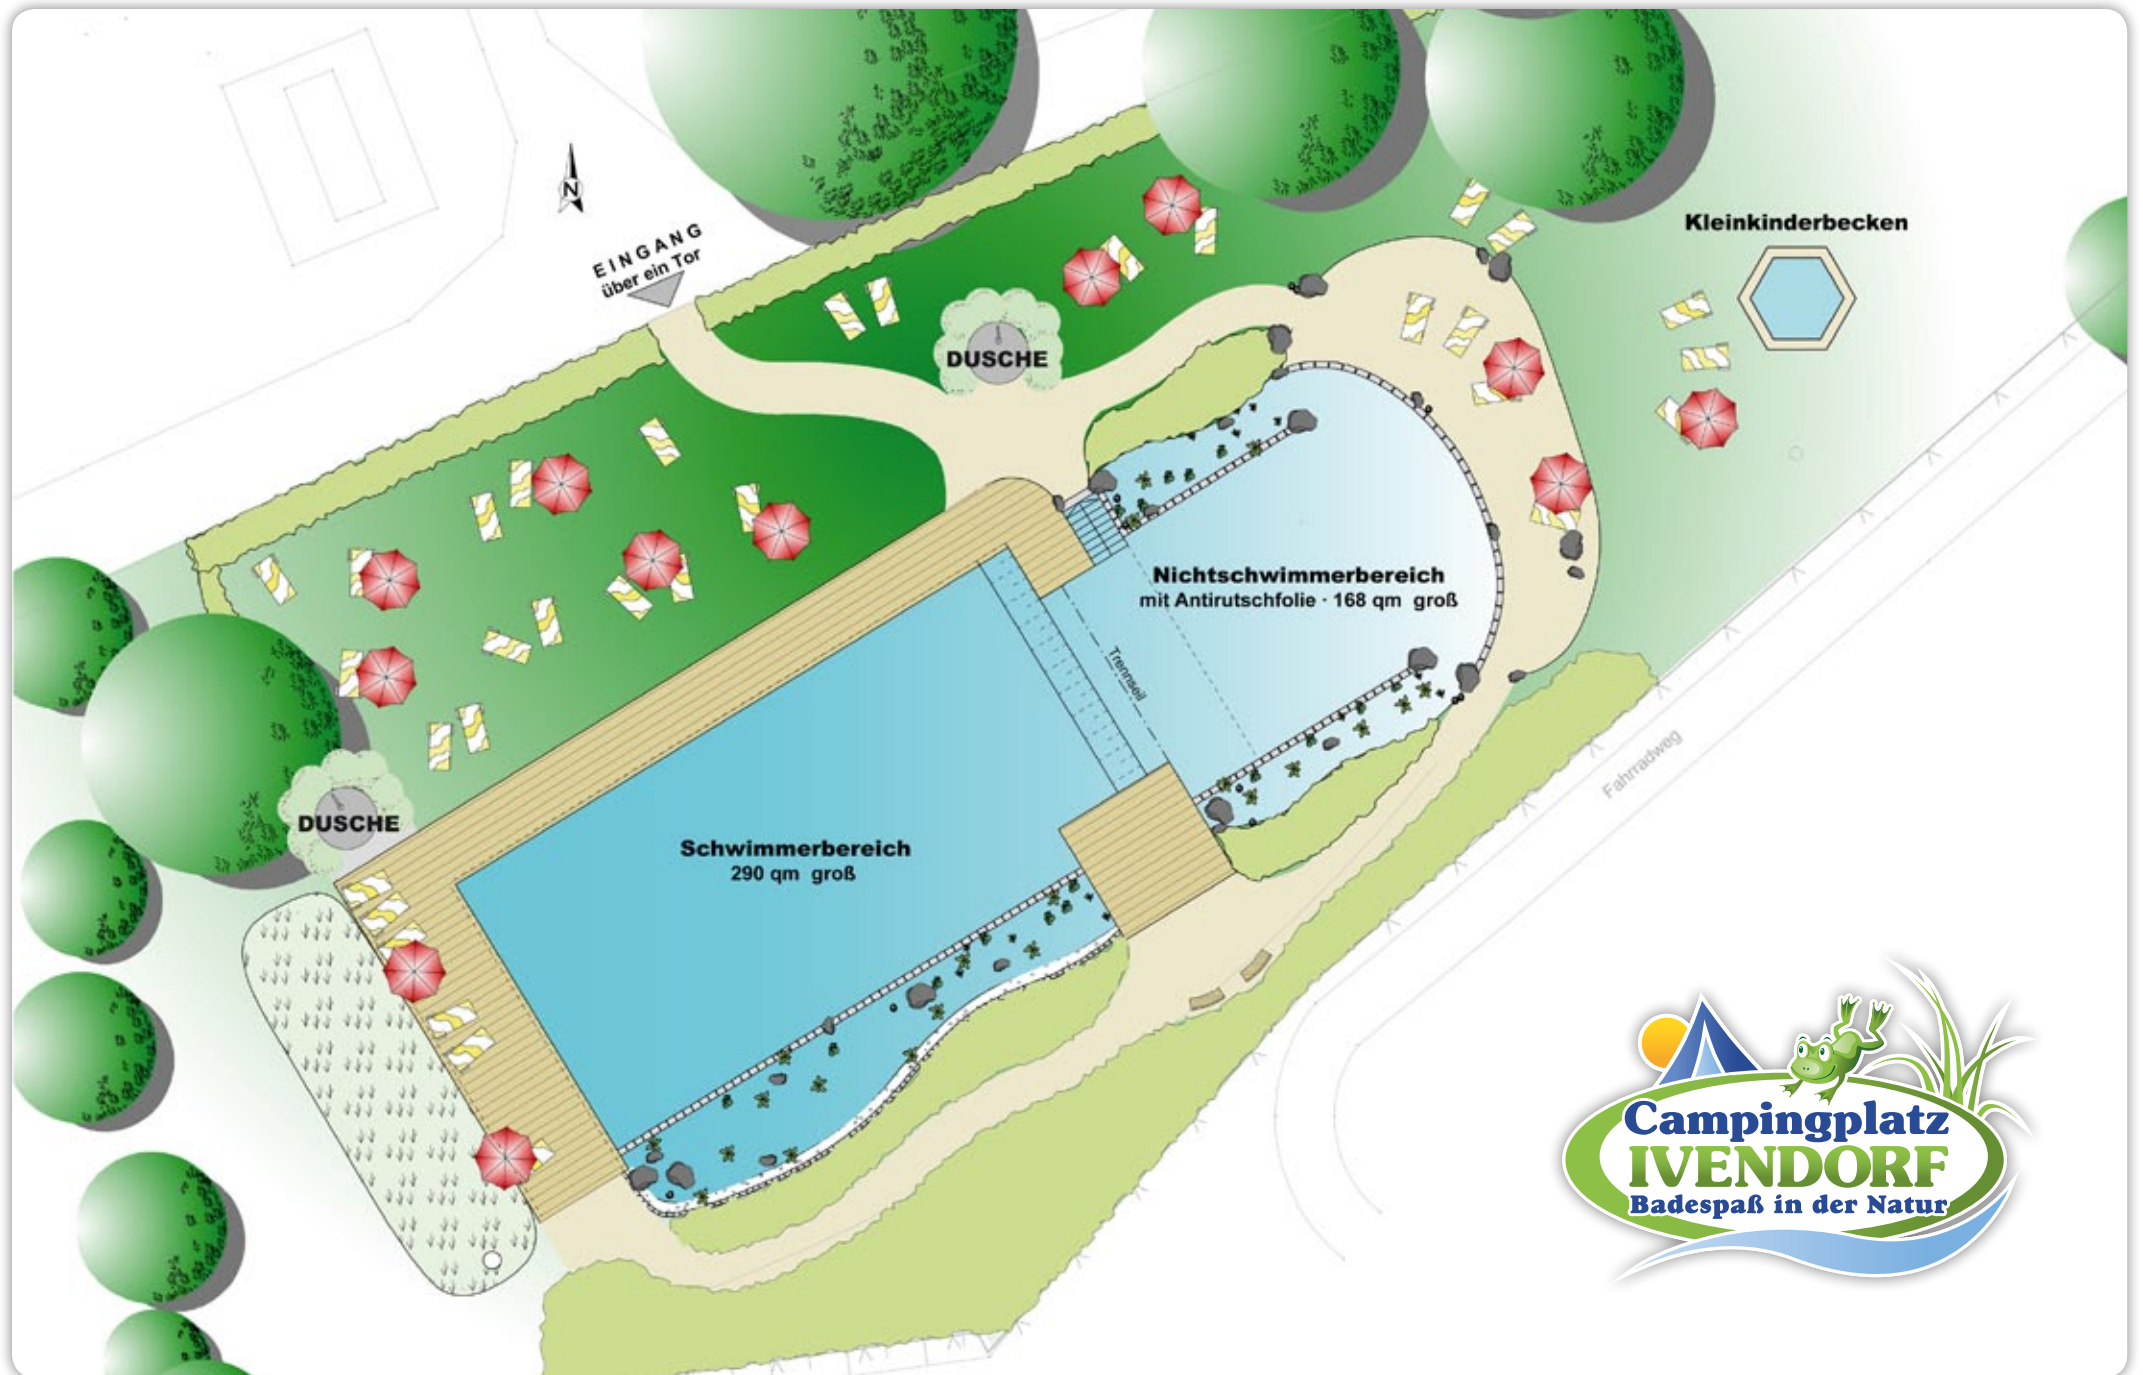 N
EINGANG
über ein Tor
Kleinkinderbecken
DUSCHE
Nichtschwimmerbereich
mit Antirutschfolie · 168 qm groß
Trennseil
Fahrradweg
DUSCHE
Schwimmerbereich
290 qm groß
Campingplatz
IVENDORF
Badespaß in der Natur